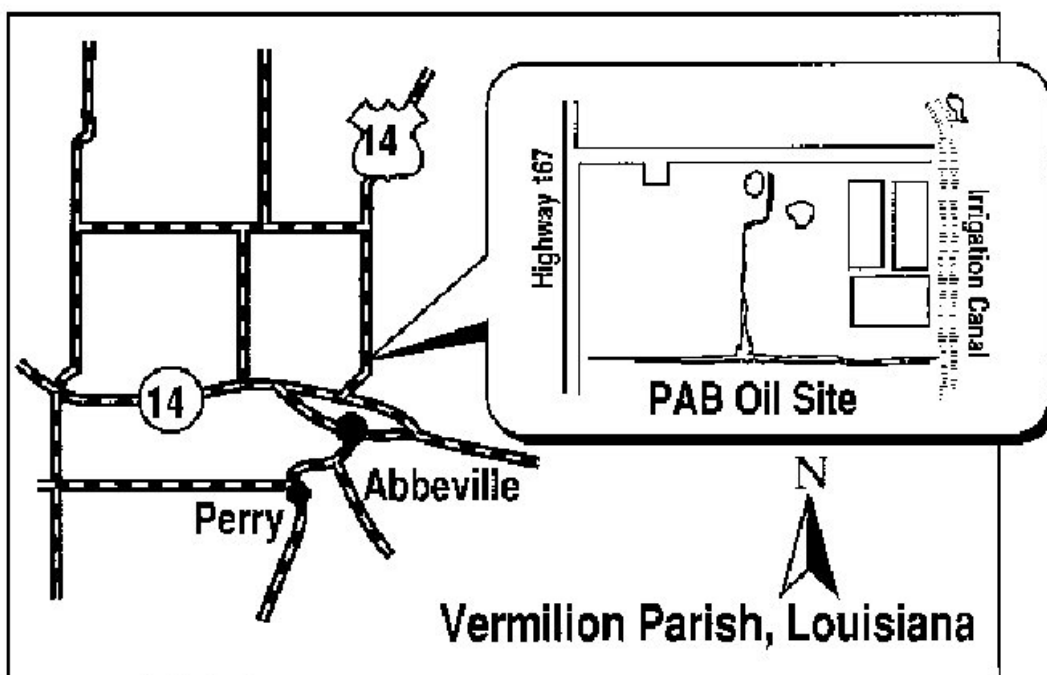 14
Highway 167
Irrigation Canal
PAB Oil Site
14
Abbeville
Perry
N
Vermilion Parish, Louisiana